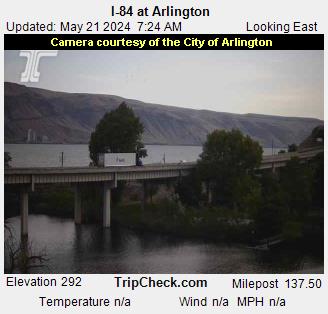 I-84 at Arlington
Updated: May 21 2024 7:24 AM Looking East
Camera courtesy of the City of Arlington
Elevation 292 TripCheck.com Milepost 137.50
Temperature n/a Wind n/a MPH n/a